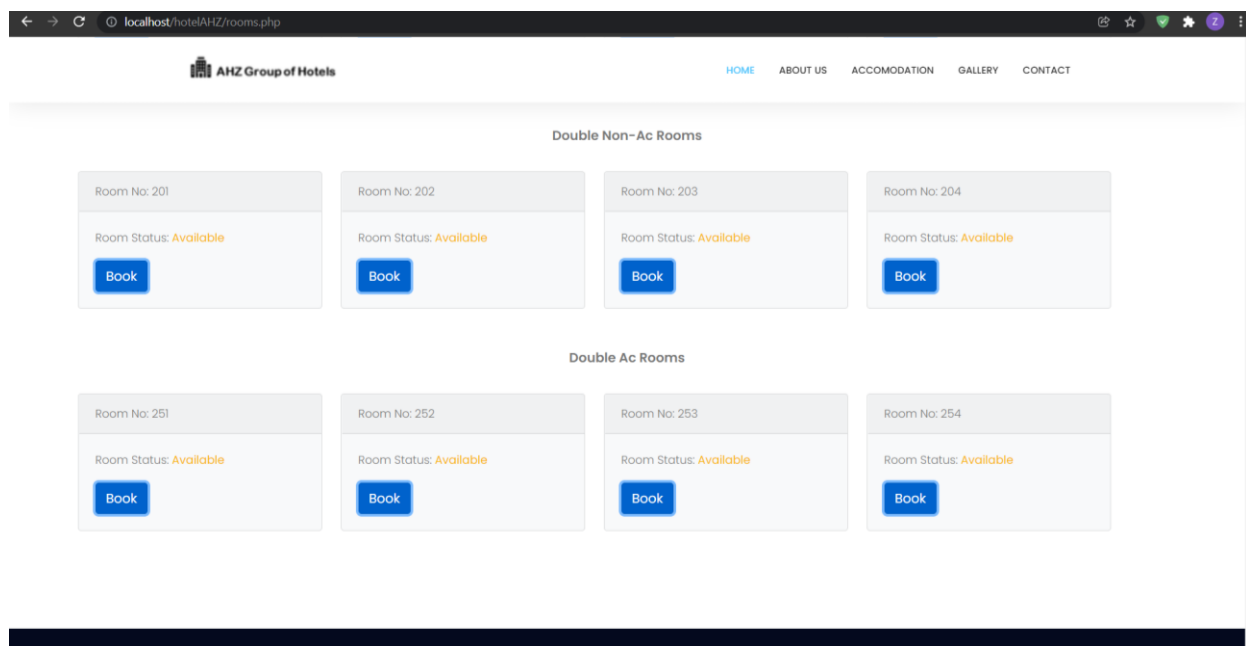 localhost/hotelAHZ/rooms.php
Z
AHZ Group of Hotels
HOME ABOUT US ACCOMODATION GALLERY CONTACT
Double Non-Ac Rooms
Room No: 201 Room No: 202 Room No: 203 Room No: 204
Room Status: Available Room Status: Available Room Status: Available Room Status: Available
Book Book Book Book
Double Ac Rooms
Room No: 251 Room No: 252 Room No: 253 Room No: 254
Room Status: Available Room Status: Available Room Status: Available Room Status: Available
Book Book Book Book